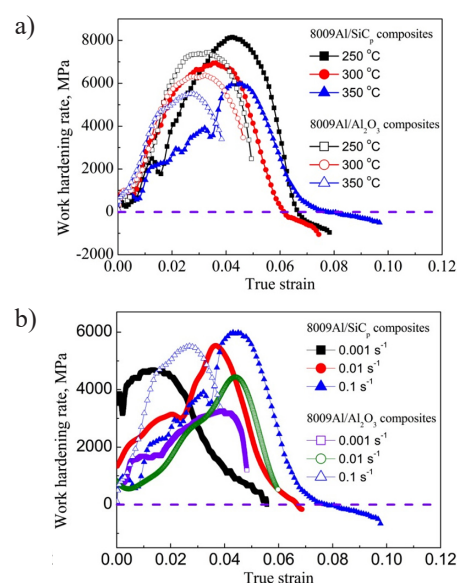 a)
8000
6000
4000
2000
0
-2000
Work hardening rate, MPa
8009Al/SiCₚ composites
250 °C
300 °C
350 °C
8009Al/Al₂O₃ composites
250 °C
300 °C
350 °C
0.00 0.02 0.04 0.06 0.08 0.10 0.12
True strain
b)
6000
4000
2000
0
Work hardening rate, MPa
8009Al/SiCₚ composites
0.001 s⁻¹
0.01 s⁻¹
0.1 s⁻¹
8009Al/Al₂O₃ composites
0.001 s⁻¹
0.01 s⁻¹
0.1 s⁻¹
0.00 0.02 0.04 0.06 0.08 0.10 0.12
True strain